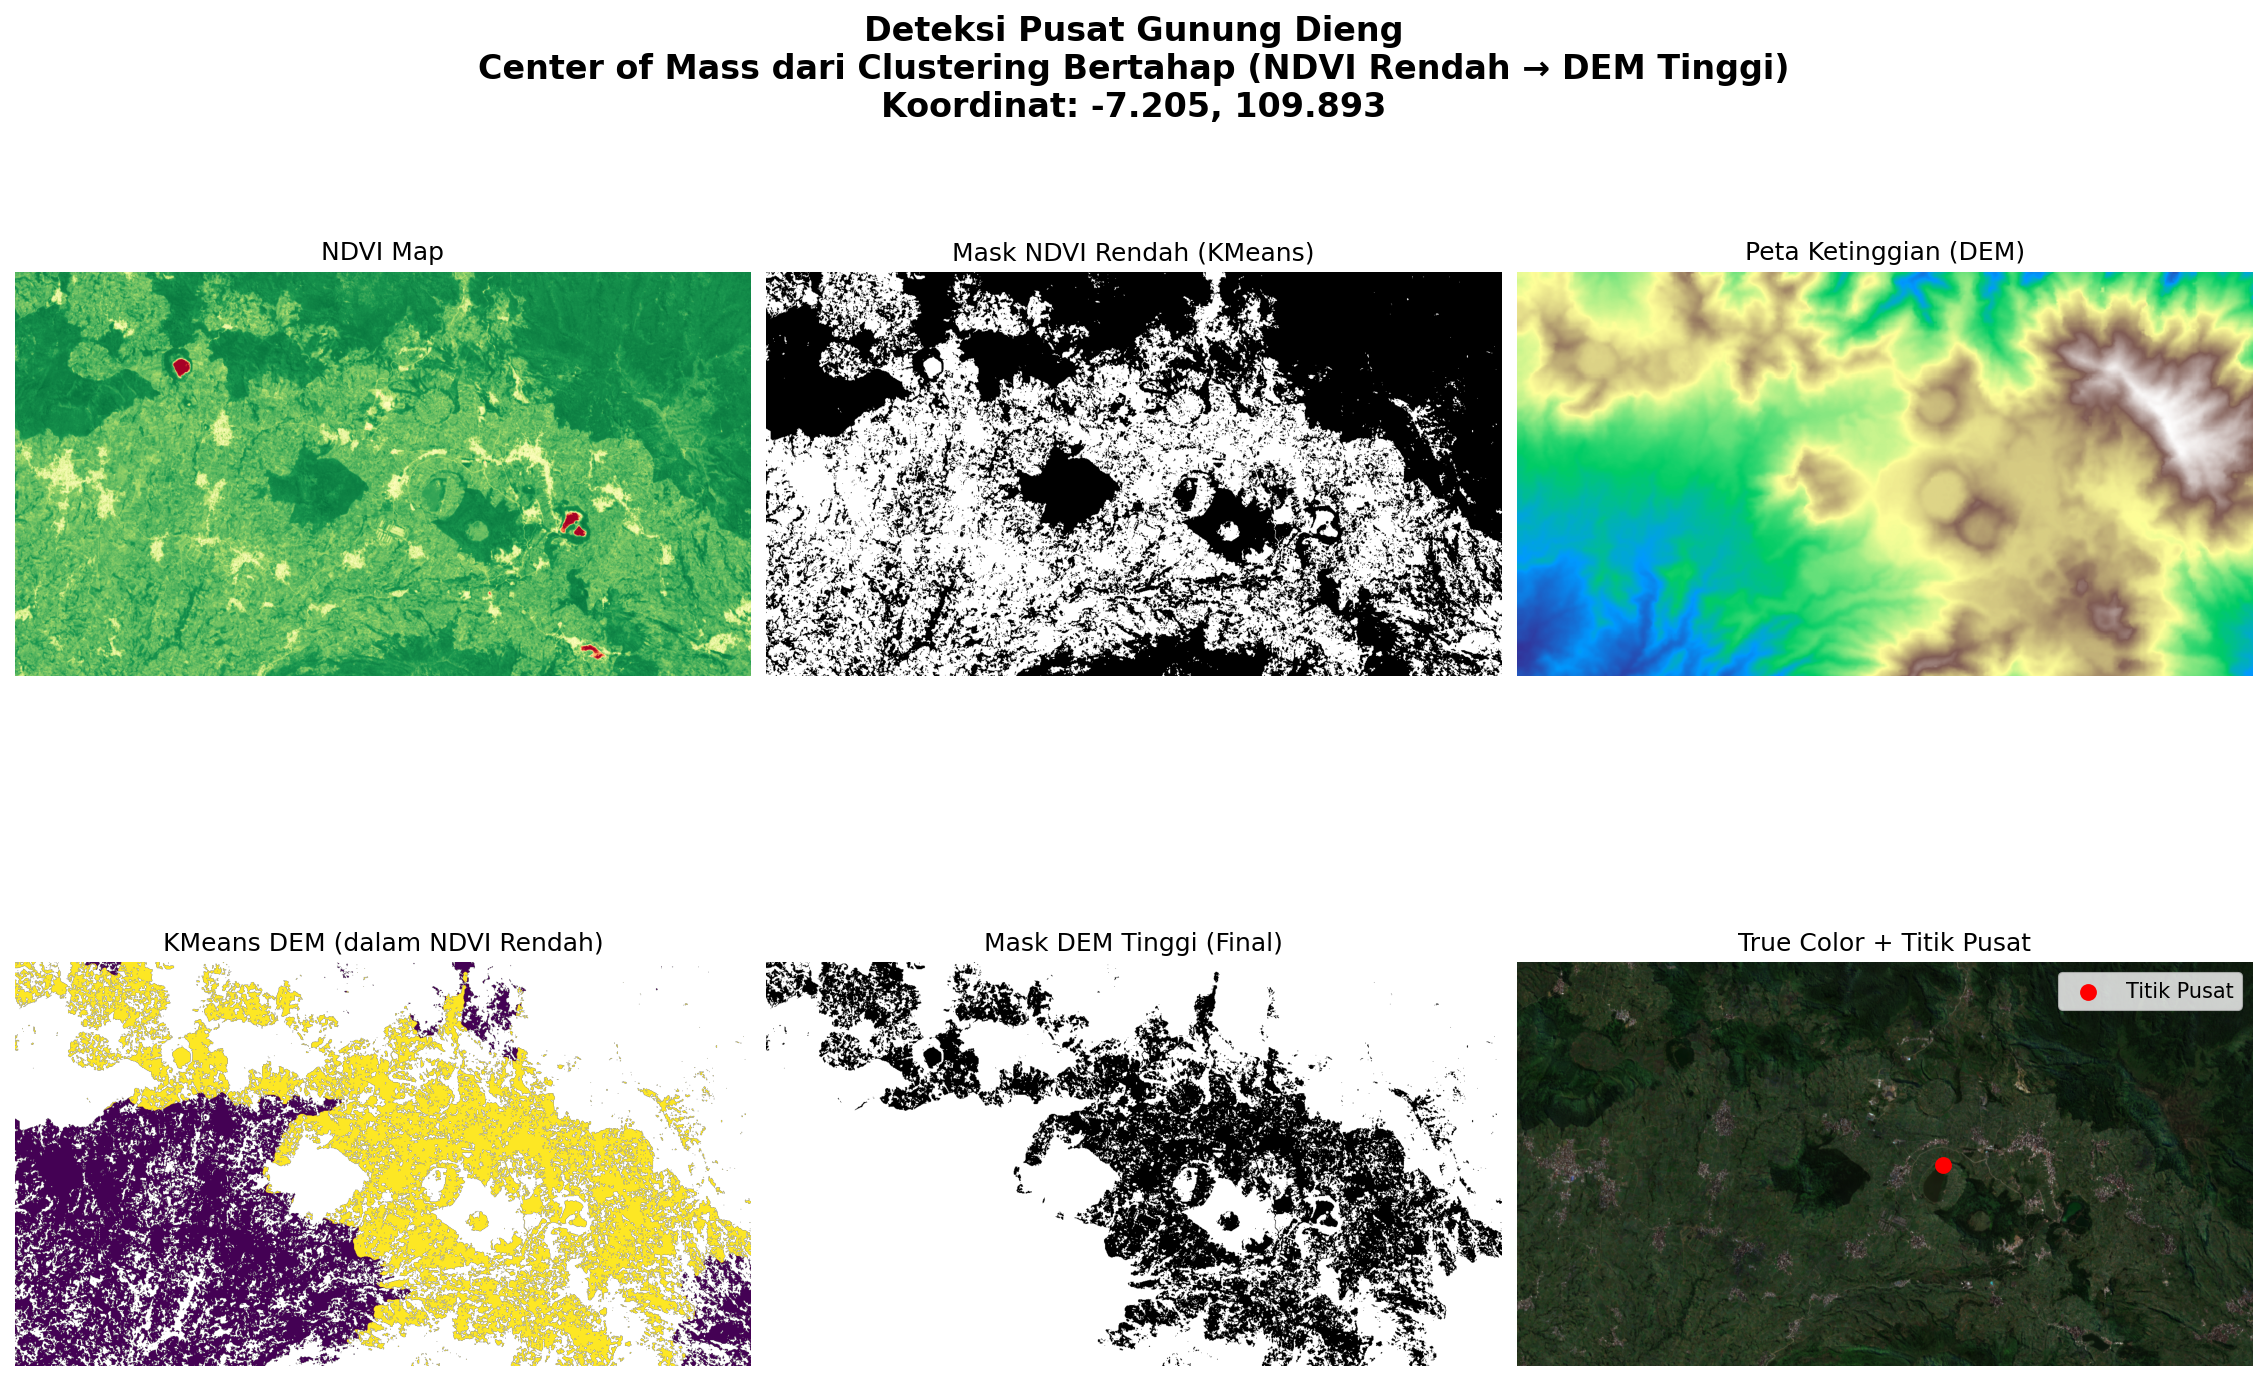 Deteksi Pusat Gunung Dieng
Center of Mass dari Clustering Bertahap (NDVI Rendah → DEM Tinggi)
Koordinat: -7.205, 109.893
NDVI Map
Mask NDVI Rendah (KMeans)
Peta Ketinggian (DEM)
KMeans DEM (dalam NDVI Rendah)
Mask DEM Tinggi (Final)
True Color + Titik Pusat
Titik Pusat